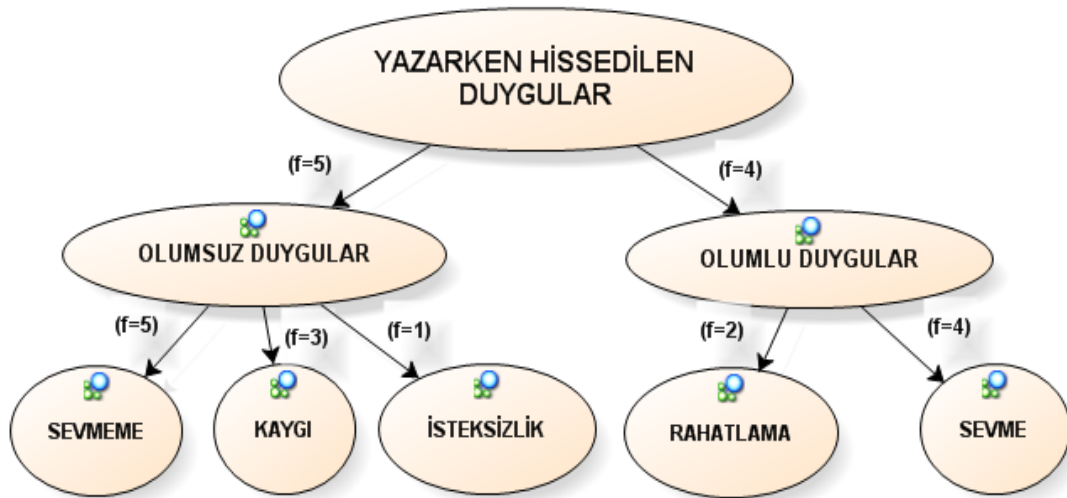 YAZARKEN HİSSEDİLEN
DUYGULAR
(f=5)
(f=4)
OLUMSUZ DUYGULAR
OLUMLU DUYGULAR
(f=5)
(f=3)
(f=1)
(f=2)
(f=4)
SEVMEME
KAYGI
İSTEKSİZLİK
RAHATLAMA
SEVME